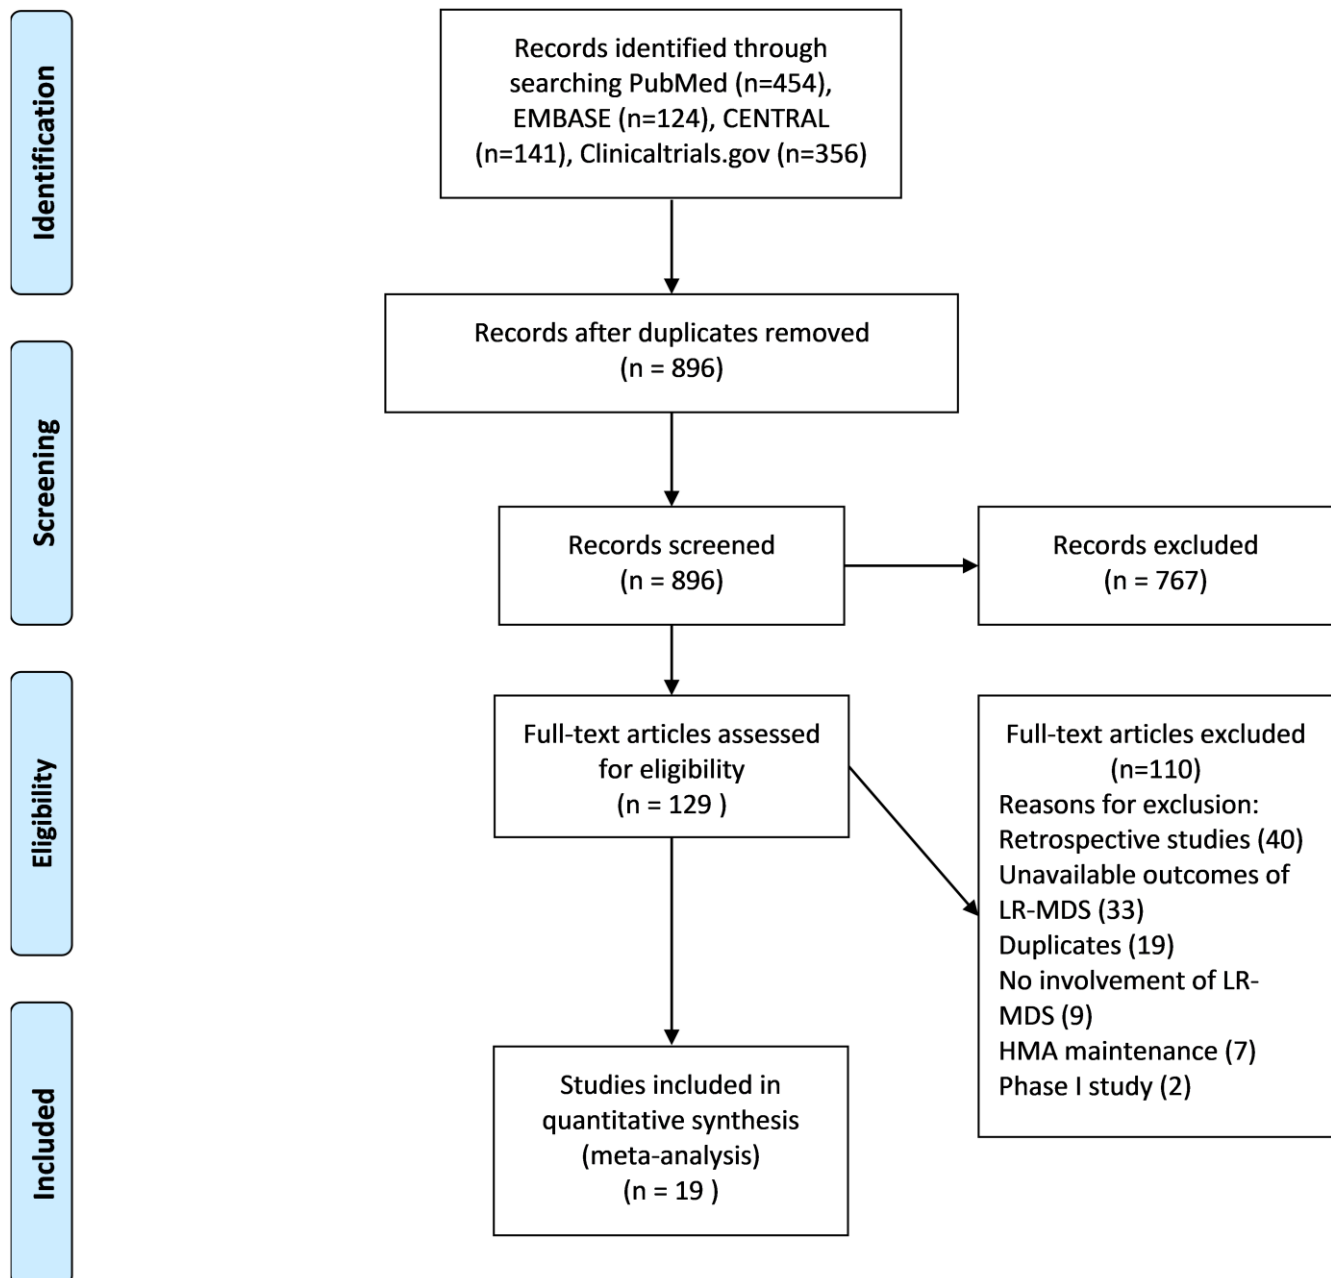 Identification
Records identified through
searching PubMed (n=454),
EMBASE (n=124), CENTRAL
(n=141), Clinicaltrials.gov (n=356)
Records after duplicates removed
(n = 896)
Screening
Records screened
(n = 896)
Records excluded
(n = 767)
Eligibility
Full-text articles assessed
for eligibility
(n = 129 )
Full-text articles excluded
(n=110)
Reasons for exclusion:
Retrospective studies (40)
Unavailable outcomes of
LR-MDS (33)
Duplicates (19)
No involvement of LR-
MDS (9)
HMA maintenance (7)
Phase I study (2)
Included
Studies included in
quantitative synthesis
(meta-analysis)
(n = 19 )